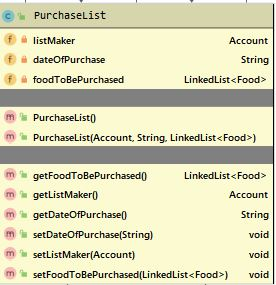 PurchaseList
listMaker Account
dateOfPurchase String
foodToBePurchased LinkedList<Food>
PurchaseList()
PurchaseList(Account, String, LinkedList<Food>)
getFoodToBePurchased() LinkedList<Food>
getListMaker() Account
getDateOfPurchase() String
setDateOfPurchase(String) void
setListMaker(Account) void
setFoodToBePurchased(LinkedList<Food>) void